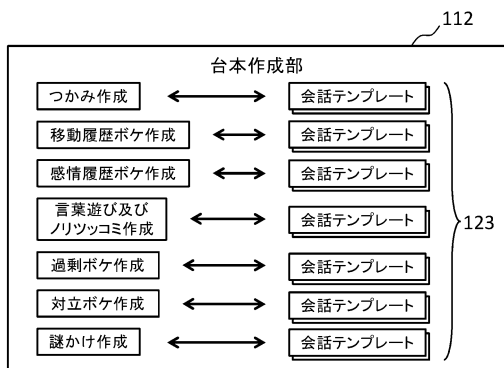 112
台本作成部
つかみ作成
会話テンプレート
移動履歴ボケ作成
会話テンプレート
感情履歴ボケ作成
会話テンプレート
言葉遊び及び
ノリツッコミ作成
会話テンプレート
過剰ボケ作成
会話テンプレート
対立ボケ作成
会話テンプレート
謎かけ作成
会話テンプレート
123